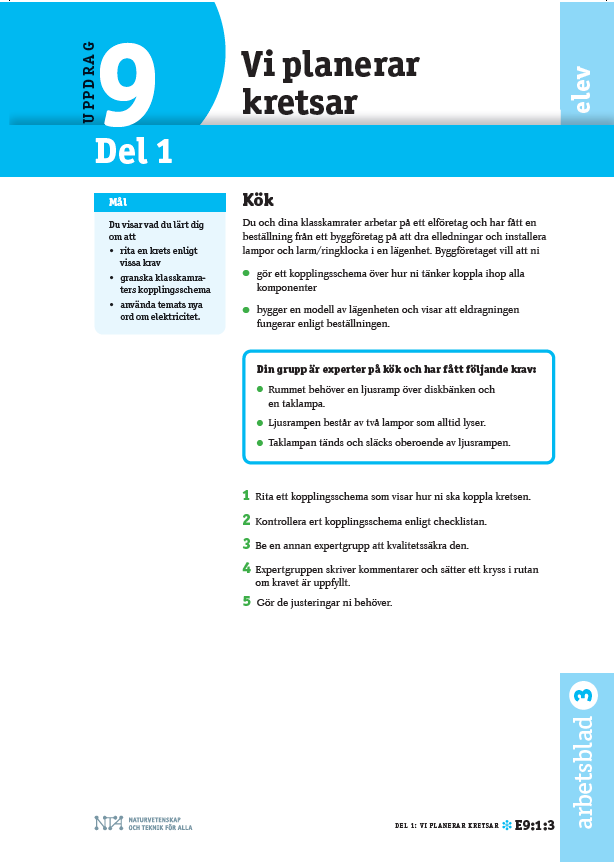 UPPDRAG
9
Vi planerar
kretsar
elev
Del 1
Mål
Du visar vad du lärt dig
om att
• rita en krets enligt
vissa krav
• granska klasskamra-
ters kopplingsschema
• använda temats nya
ord om elektricitet.
Kök
Du och dina klasskamrater arbetar på ett elföretag och har fått en
beställning från ett byggföretag på att dra elledningar och installera
lampor och larm/ringklocka i en lägenhet. Byggföretaget vill att ni
● gör ett kopplingsschema över hur ni tänker koppla ihop alla
komponenter
● bygger en modell av lägenheten och visar att eldragningen
fungerar enligt beställningen.
Din grupp är experter på kök och har fått följande krav:
● Rummet behöver en ljusramp över diskbänken och
en taklampa.
● Ljusrampen består av två lampor som alltid lyser.
● Taklampan tänds och släcks oberoende av ljusrampen.
1 Rita ett kopplingsschema som visar hur ni ska koppla kretsen.
2 Kontrollera ert kopplingsschema enligt checklistan.
3 Be en annan expertgrupp att kvalitetssäkra den.
4 Expertgruppen skriver kommentarer och sätter ett kryss i rutan
om kravet är uppfyllt.
5 Gör de justeringar ni behöver.
arbetsblad 3
NTA NATURVETENSKAP
OCH TEKNIK FÖR ALLA
DEL 1: VI PLANERAR KRETSAR ✻ E9:1:3